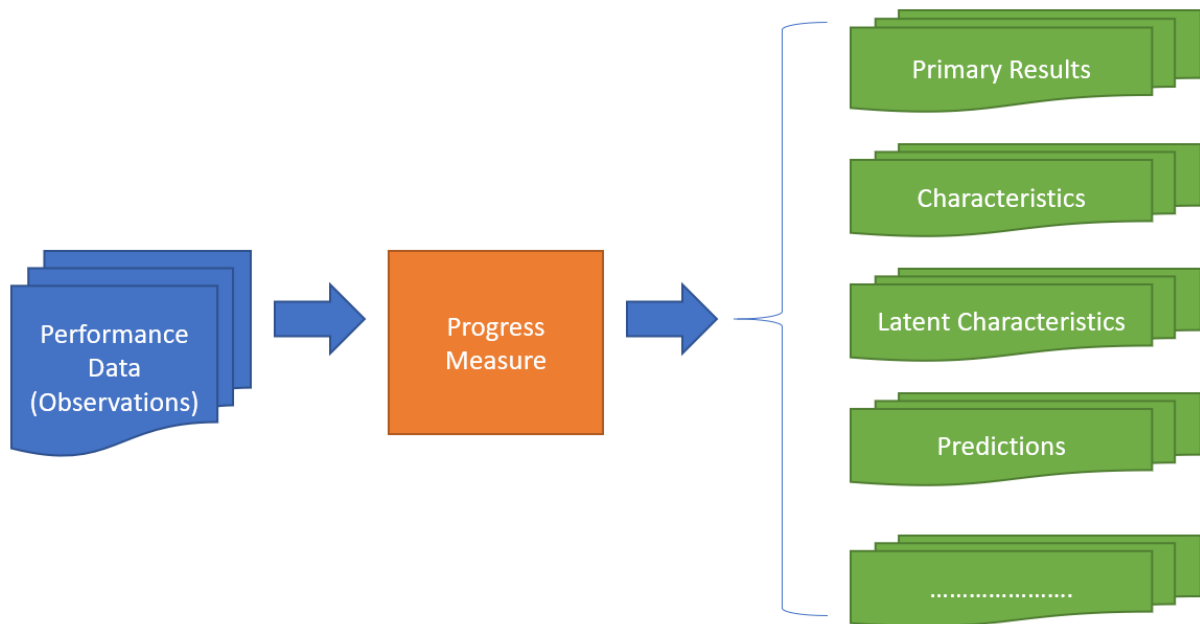 Performance
Data
(Observations)
Progress
Measure
Primary Results
Characteristics
Latent Characteristics
Predictions
…………………..